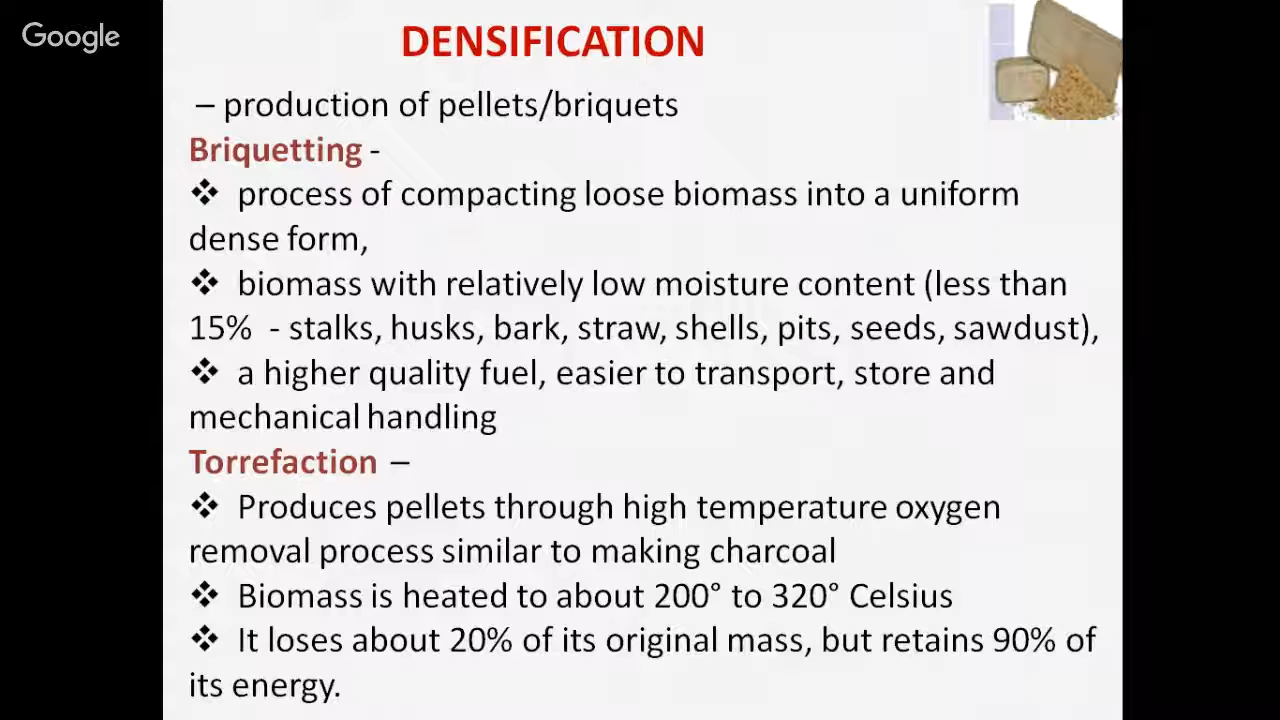 Google
DENSIFICATION
– production of pellets/briquets
Briquetting -
❖ process of compacting loose biomass into a uniform
dense form,
❖ biomass with relatively low moisture content (less than
15% - stalks, husks, bark, straw, shells, pits, seeds, sawdust),
❖ a higher quality fuel, easier to transport, store and
mechanical handling
Torrefaction –
❖ Produces pellets through high temperature oxygen
removal process similar to making charcoal
❖ Biomass is heated to about 200° to 320° Celsius
❖ It loses about 20% of its original mass, but retains 90% of
its energy.